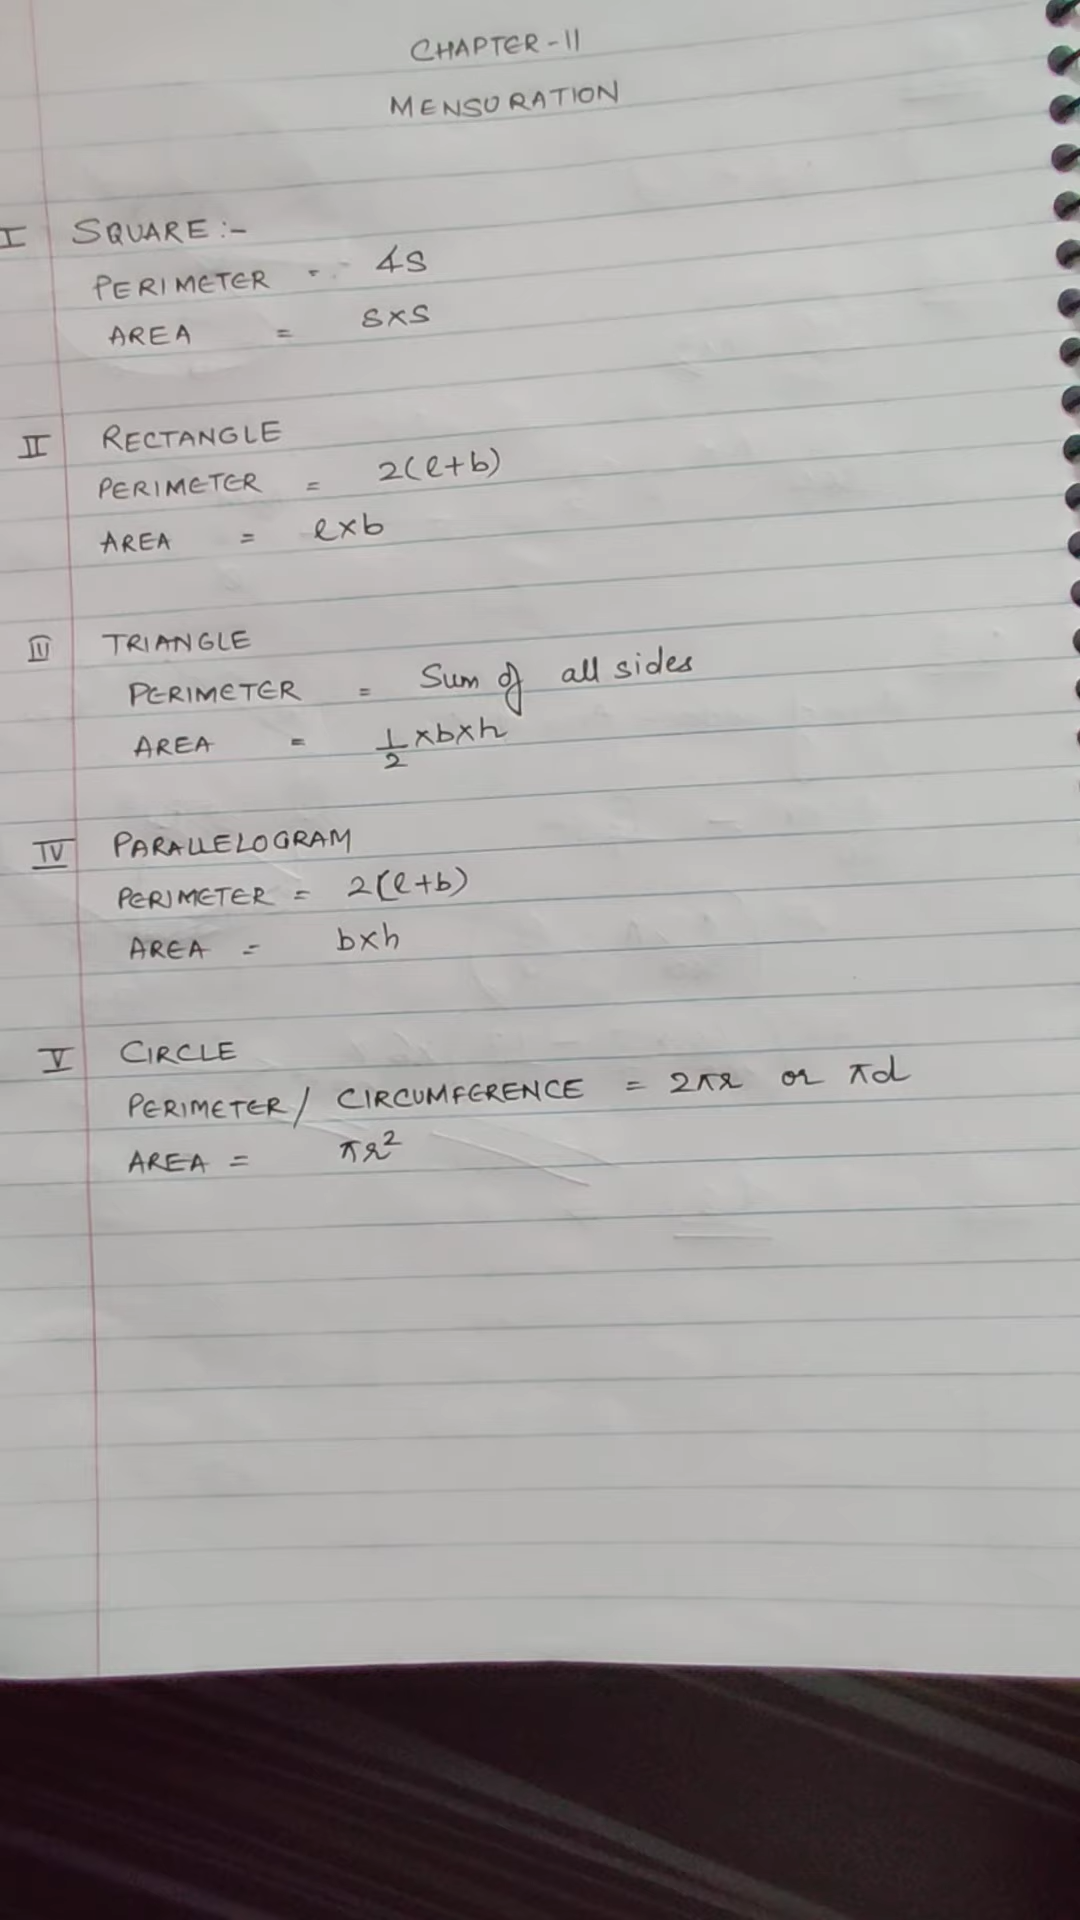 CHAPTER-11
MENSURATION
I SQUARE :-
PERIMETER = 4S
AREA = S×S
II RECTANGLE
PERIMETER = 2(l+b)
AREA = l×b
III TRIANGLE
PERIMETER = Sum of all sides
AREA = 1/2 ×b×h
IV PARALLELOGRAM
PERIMETER = 2(l+b)
AREA = b×h
V CIRCLE
PERIMETER/ CIRCUMFERENCE = 2πr or πd
AREA = πr²